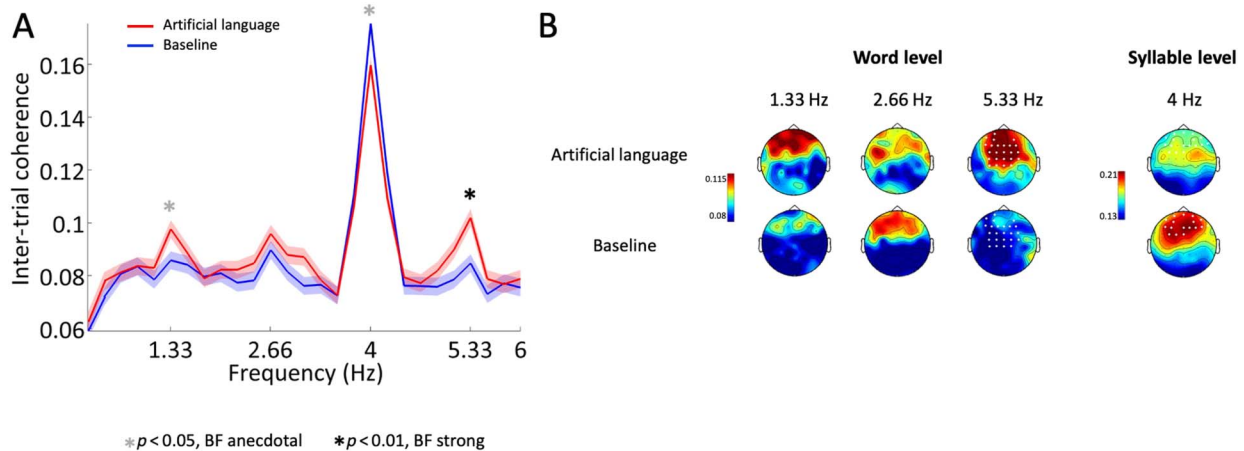 A
Artificial language
Baseline
*
*
*
Inter-trial coherence
0.16
0.14
0.12
0.1
0.08
0.06
1.33
2.66
4
5.33
6
Frequency (Hz)
* p < 0.05, BF anecdotal
* p < 0.01, BF strong
B
Word level
Syllable level
1.33 Hz
2.66 Hz
5.33 Hz
4 Hz
Artificial language
0.115
0.08
0.21
0.13
Baseline